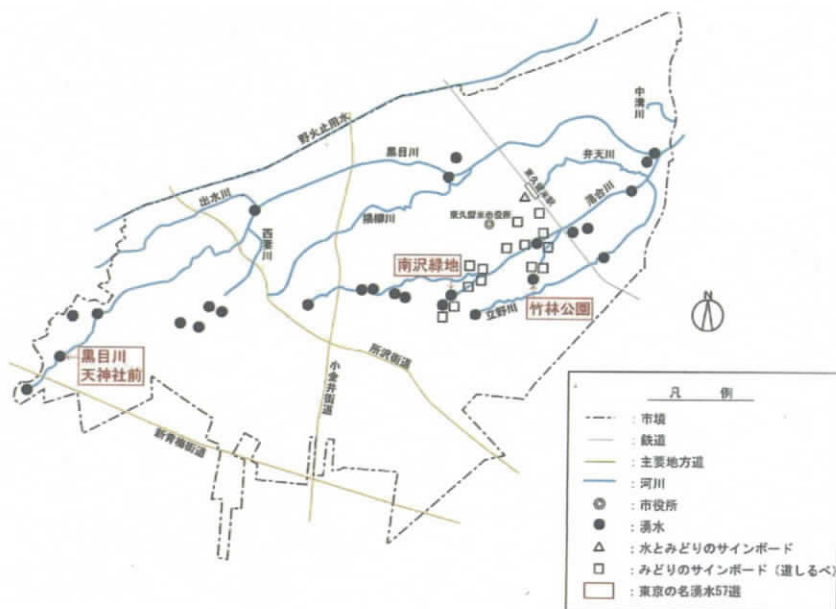 中溝川
野火止用水
黒目川
弁天川
東久留米駅
出水川
落合川
楊柳川
東久留米市役所
西妻川
南沢緑地
竹林公園
立野川
N
黒目川
天神社前
所沢街道
小金井街道
新青梅街道
凡 例
:市境
:鉄道
:主要地方道
:河川
:市役所
:湧水
:水とみどりのサインボード
:みどりのサインボード(道しるべ)
:東京の名湧水57選